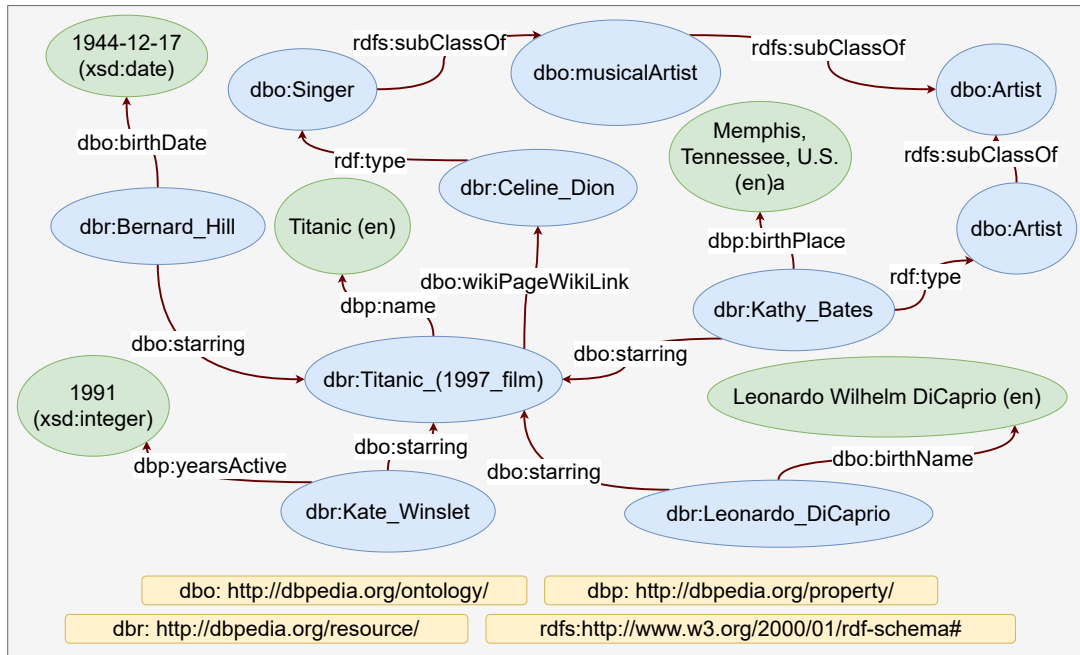 1944-12-17
(xsd:date)
rdfs:subClassOf
dbo:musicalArtist
rdfs:subClassOf
dbo:Singer
dbo:Artist
dbo:birthDate
rdf:type
Memphis,
Tennessee, U.S.
(en)a
rdfs:subClassOf
dbr:Celine_Dion
dbr:Bernard_Hill
Titanic (en)
dbo:Artist
dbp:birthPlace
dbo:wikiPageWikiLink
rdf:type
dbp:name
dbr:Kathy_Bates
dbo:starring
dbo:starring
dbr:Titanic_(1997_film)
1991
(xsd:integer)
Leonardo Wilhelm DiCaprio (en)
dbo:starring
dbp:yearsActive
dbo:starring
dbo:birthName
dbr:Kate_Winslet
dbr:Leonardo_DiCaprio
dbo: http://dbpedia.org/ontology/
dbp: http://dbpedia.org/property/
dbr: http://dbpedia.org/resource/
rdfs:http://www.w3.org/2000/01/rdf-schema#